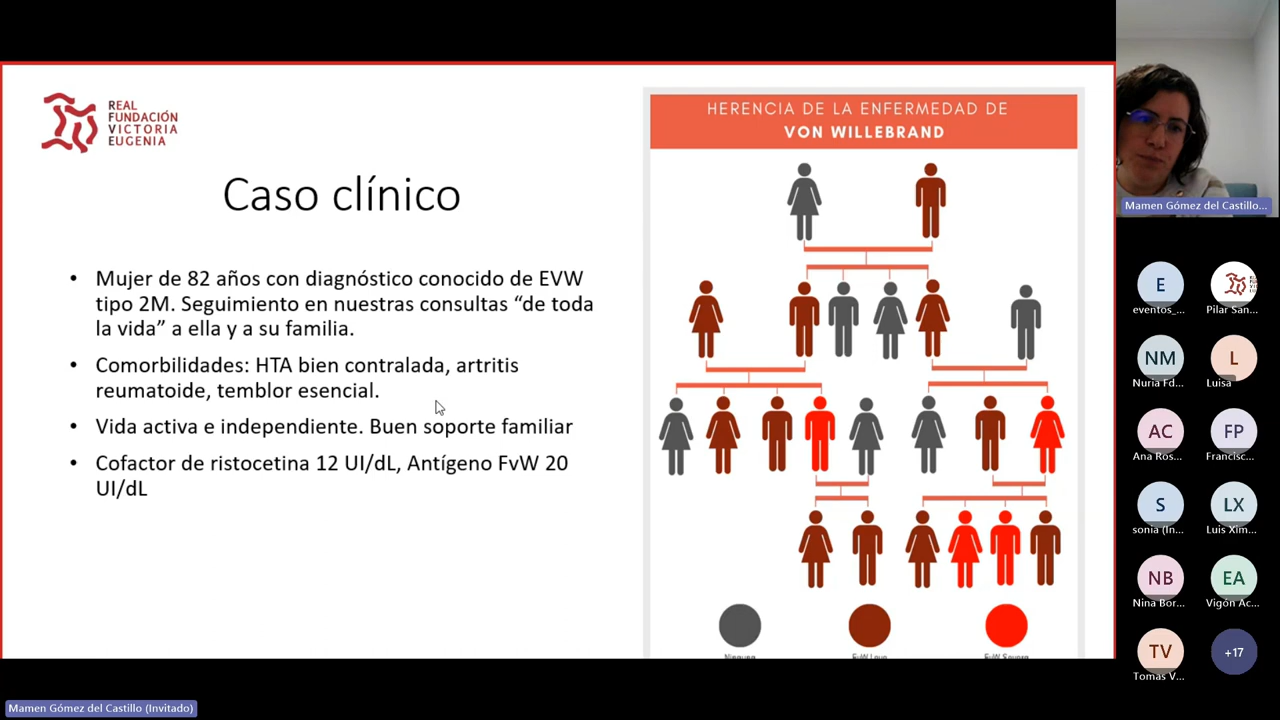 REAL
FUNDACIÓN
VICTORIA
EUGENIA
Caso clínico
• Mujer de 82 años con diagnóstico conocido de EVW
tipo 2M. Seguimiento en nuestras consultas “de toda
la vida” a ella y a su familia.
• Comorbilidades: HTA bien contralada, artritis
reumatoide, temblor esencial.
• Vida activa e independiente. Buen soporte familiar
• Cofactor de ristocetina 12 UI/dL, Antígeno FvW 20
UI/dL
HERENCIA DE LA ENFERMEDAD DE
VON WILLEBRAND
Mamen Gómez del Castillo...
E
eventos_...
Pilar San...
NM
Nuria Fd...
L
Luisa
AC
Ana Ros...
FP
Francisc...
S
sonia (In...
LX
Luis Xím...
NB
Nina Bor...
EA
Vigón Ac...
TV
Tomas V...
+17
Mamen Gómez del Castillo (Invitado)